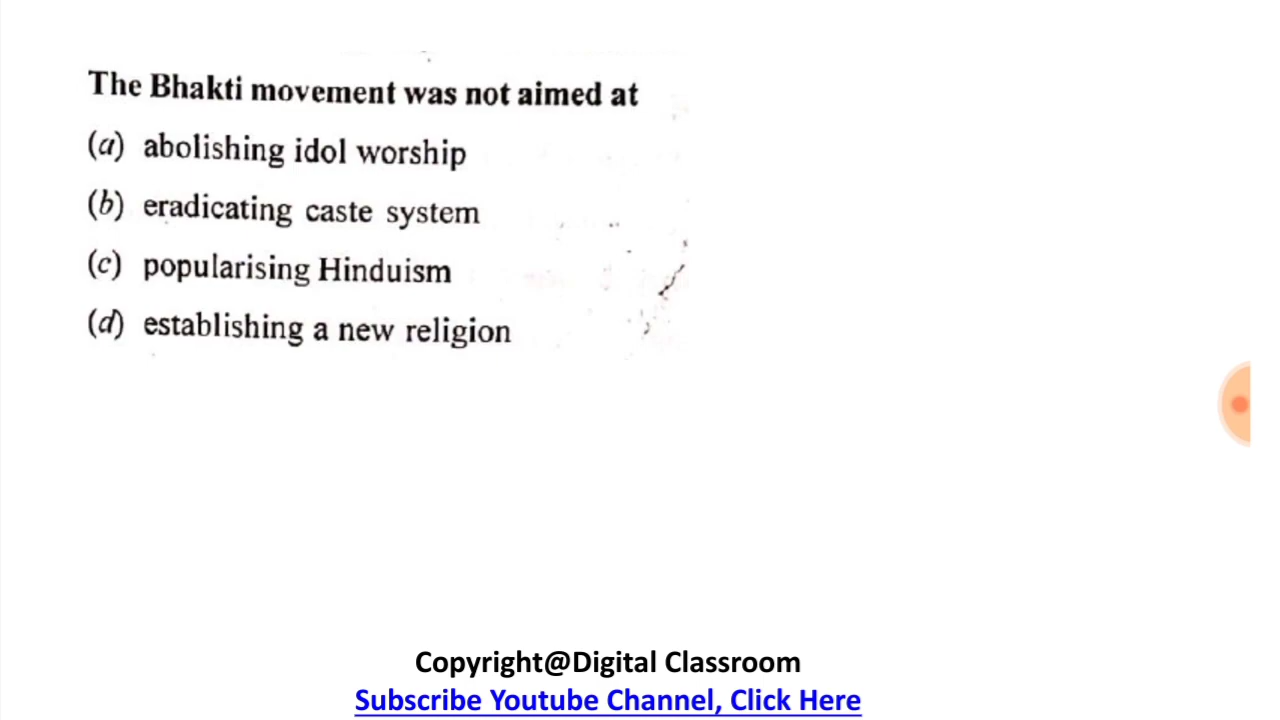 The Bhakti movement was not aimed at
(a) abolishing idol worship
(b) eradicating caste system
(c) popularising Hinduism
(d) establishing a new religion
Copyright@Digital Classroom
Subscribe Youtube Channel, Click Here